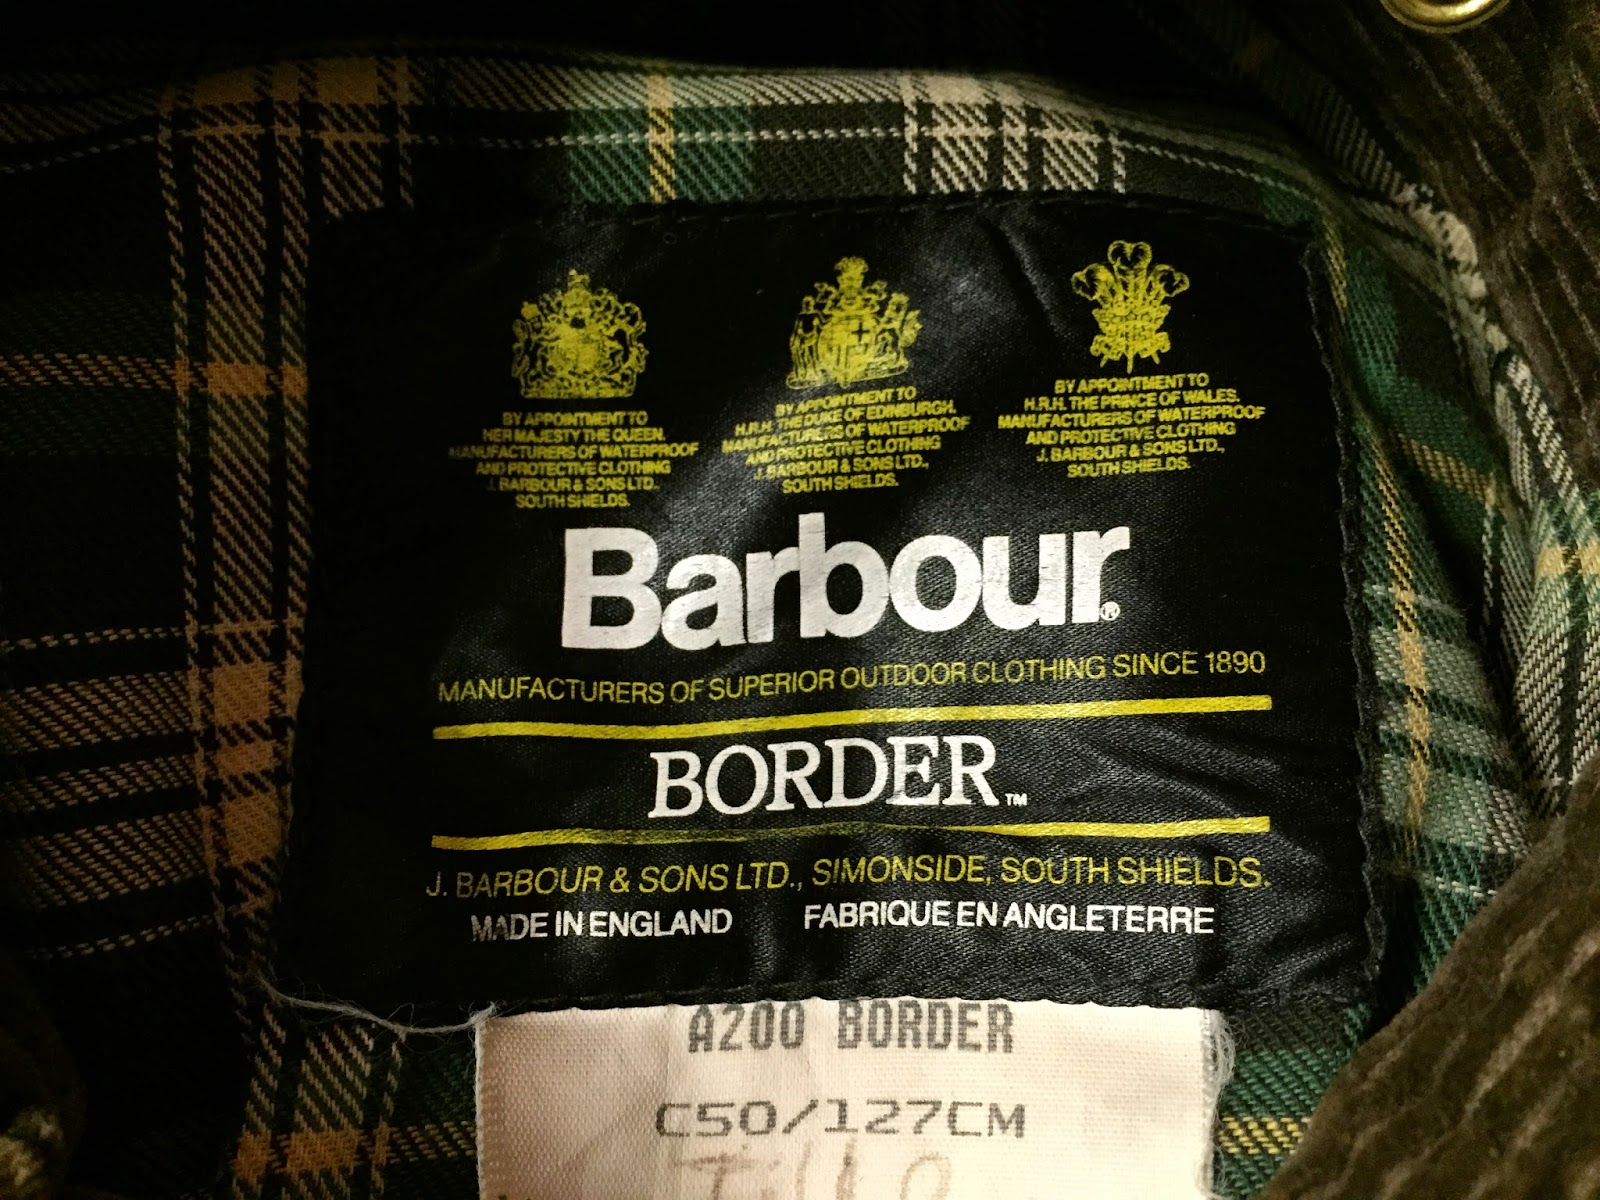 BY APPOINTMENT TO
HER MAJESTY THE QUEEN.
MANUFACTURERS OF WATERPROOF
AND PROTECTIVE CLOTHING
J. BARBOUR & SONS LTD.,
SOUTH SHIELDS.
BY APPOINTMENT TO
H.R.H. THE DUKE OF EDINBURGH.
MANUFACTURERS OF WATERPROOF
AND PROTECTIVE CLOTHING
J. BARBOUR & SONS LTD.,
SOUTH SHIELDS.
BY APPOINTMENT TO
H.R.H. THE PRINCE OF WALES.
MANUFACTURERS OF WATERPROOF
AND PROTECTIVE CLOTHING
J. BARBOUR & SONS LTD.,
SOUTH SHIELDS.
Barbour®
MANUFACTURERS OF SUPERIOR OUTDOOR CLOTHING SINCE 1890
BORDER™
J. BARBOUR & SONS LTD., SIMONSIDE, SOUTH SHIELDS.
MADE IN ENGLAND FABRIQUE EN ANGLETERRE
A200 BORDER
C50/127CM